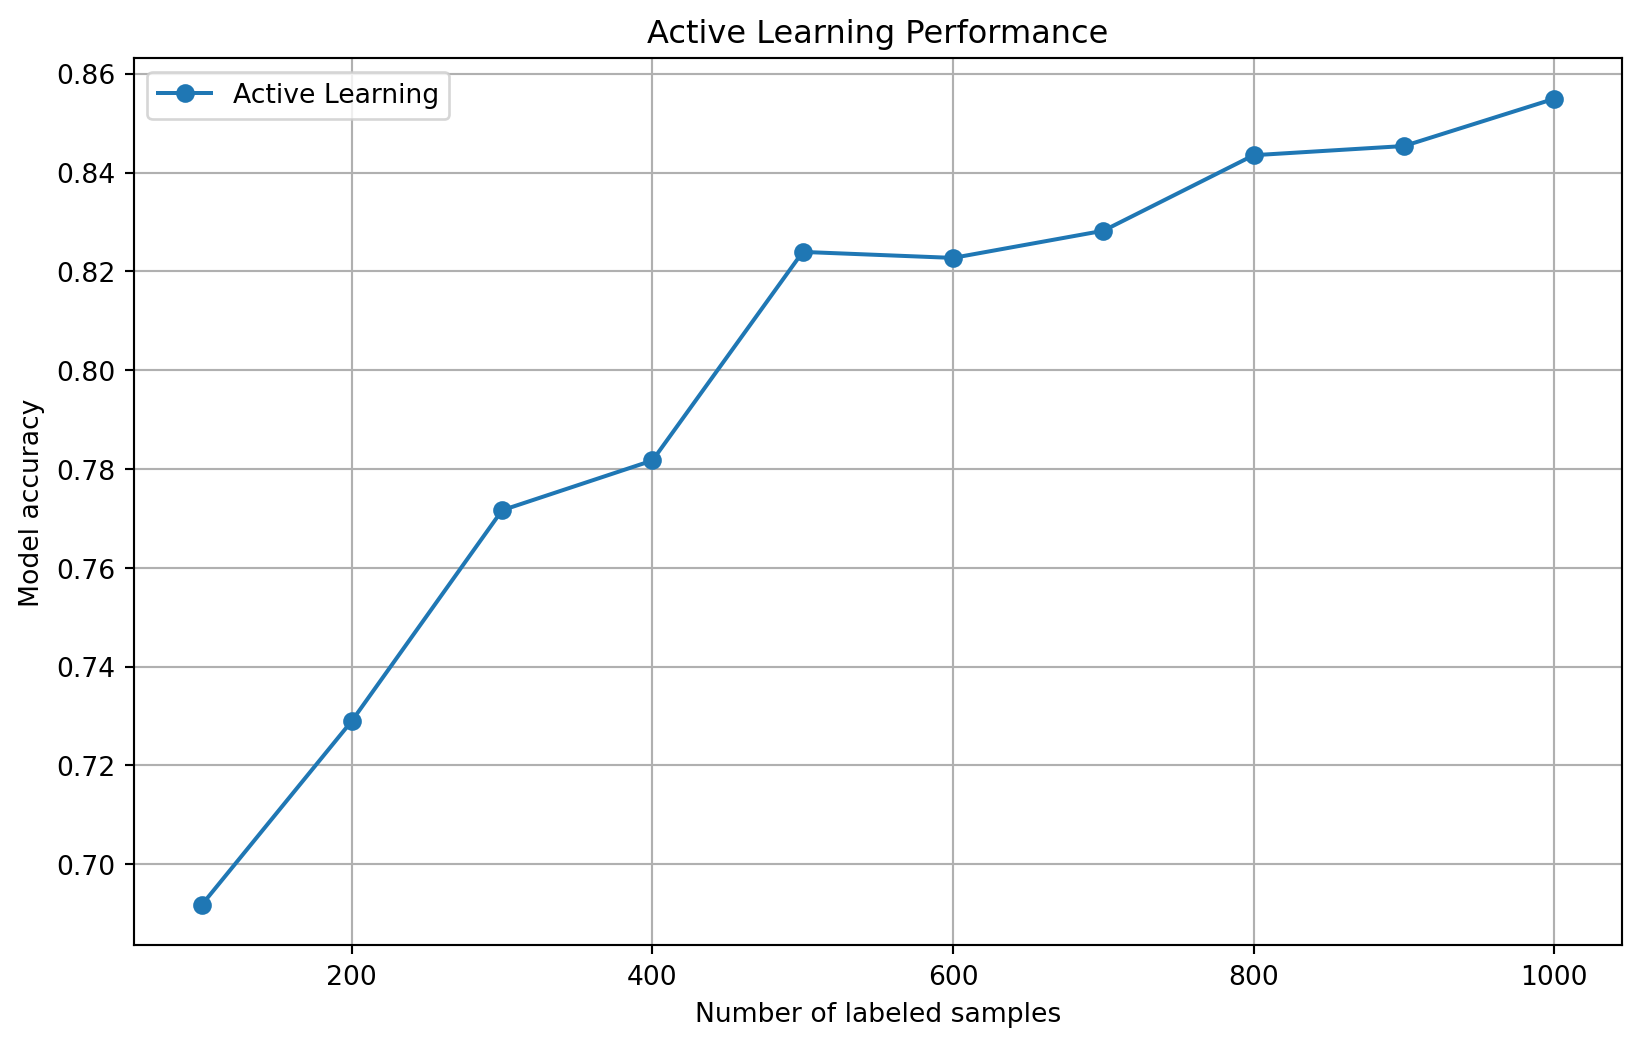 Active Learning Performance
Active Learning
0.86
0.84
0.82
0.80
0.78
0.76
0.74
0.72
0.70
Model accuracy
200 400 600 800 1000
Number of labeled samples